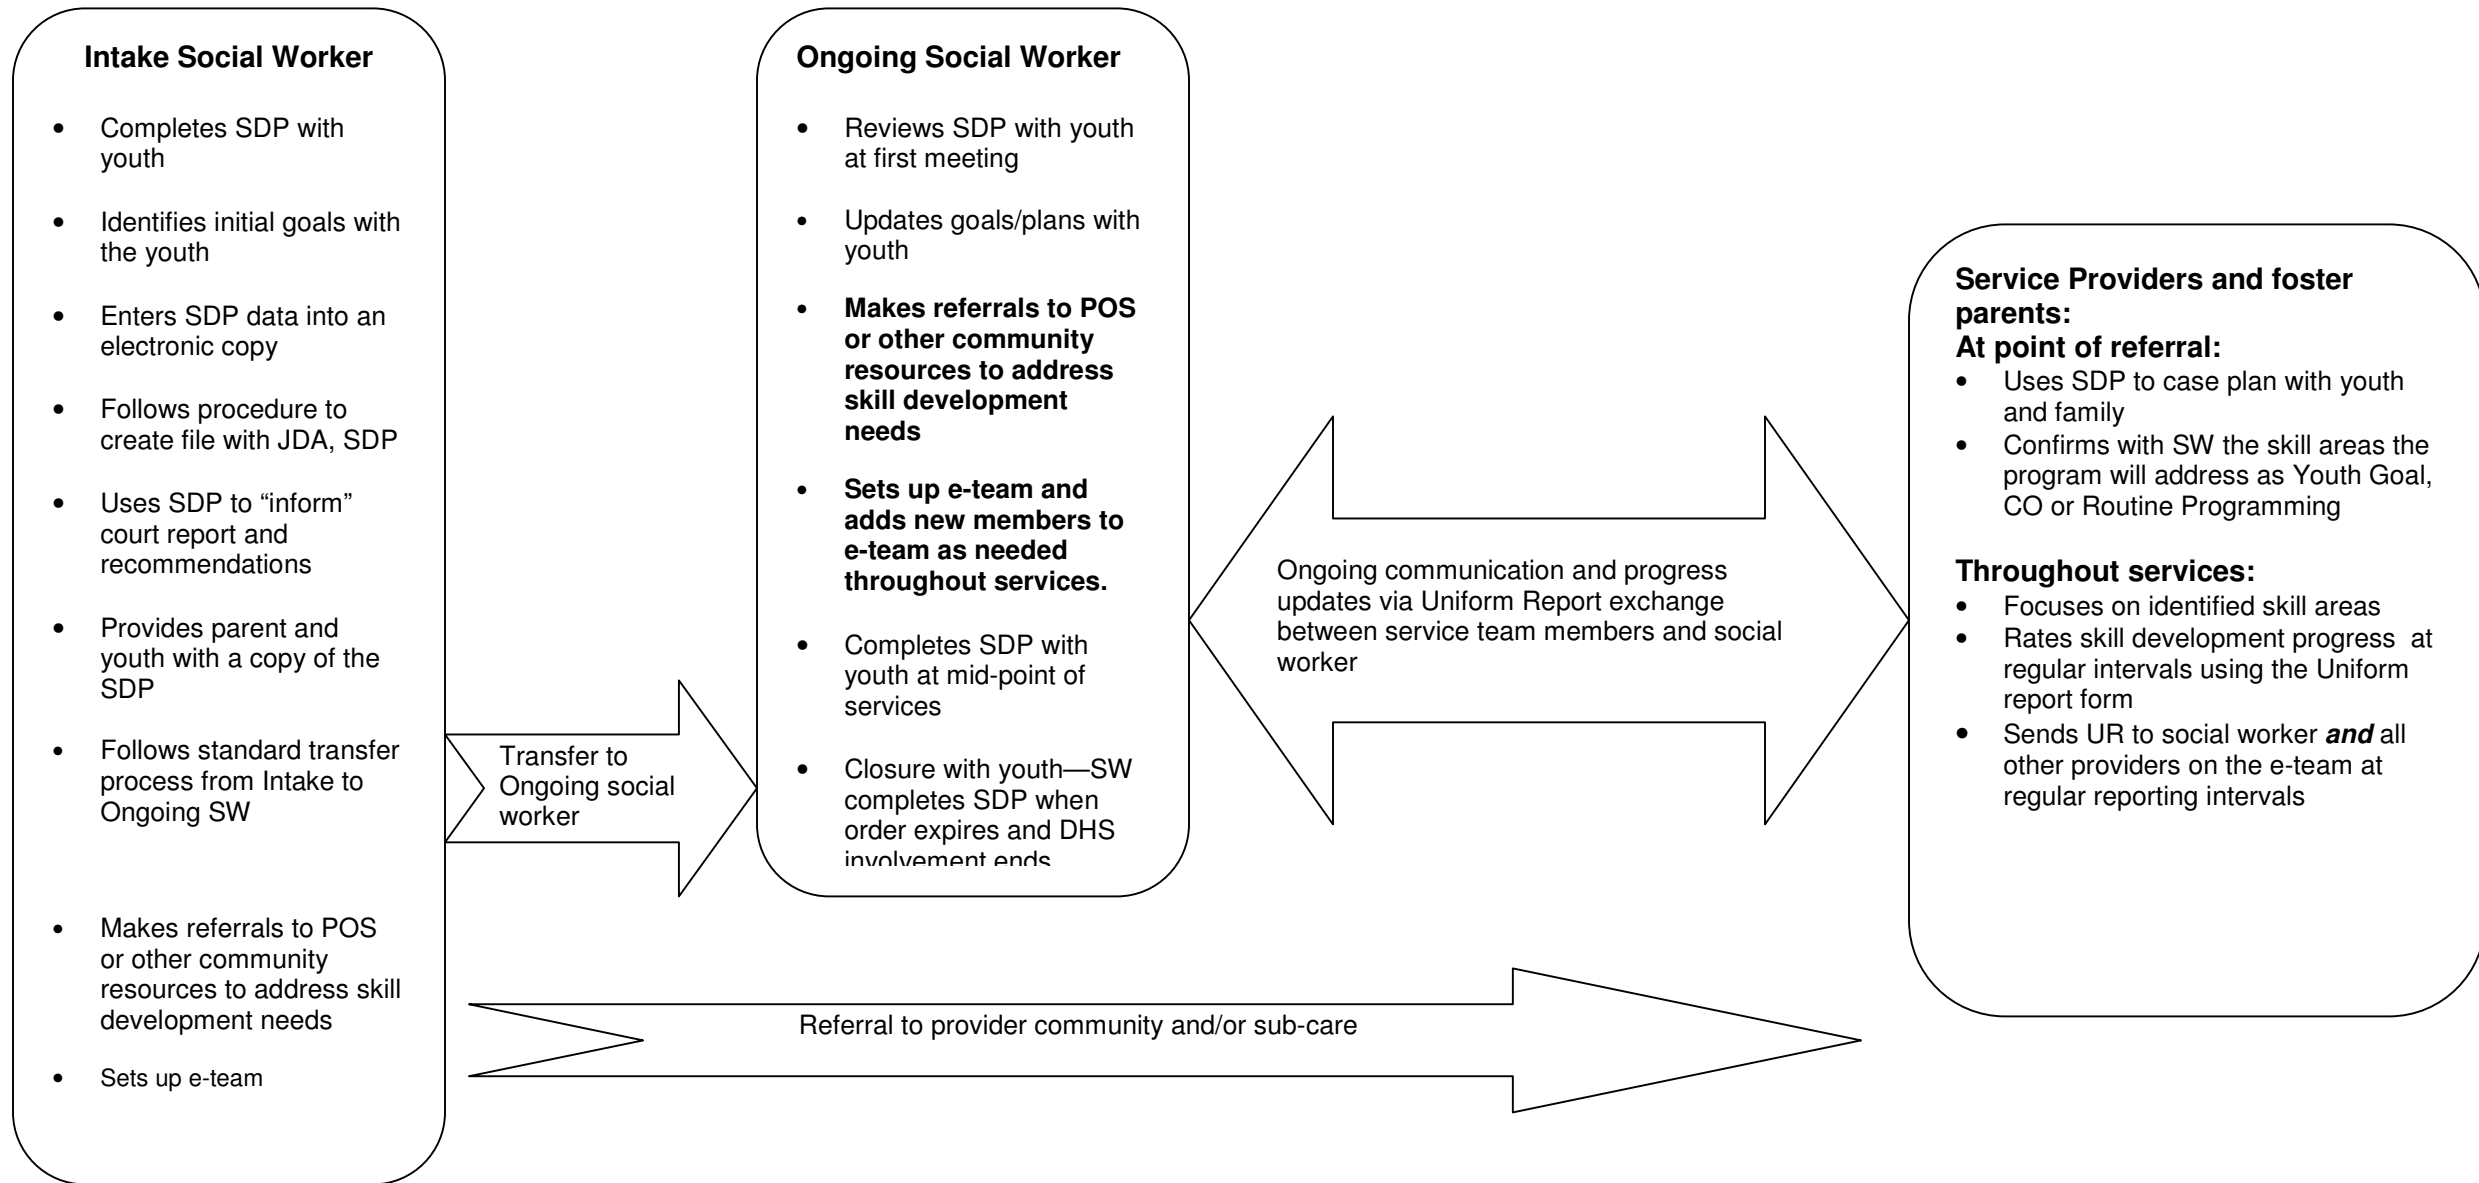 Intake Social Worker
• Completes SDP with
youth
• Identifies initial goals with
the youth
• Enters SDP data into an
electronic copy
• Follows procedure to
create file with JDA, SDP
• Uses SDP to “inform”
court report and
recommendations
• Provides parent and
youth with a copy of the
SDP
• Follows standard transfer
process from Intake to
Ongoing SW
• Makes referrals to POS
or other community
resources to address skill
development needs
• Sets up e-team
Transfer to
Ongoing social
worker
Ongoing Social Worker
• Reviews SDP with youth
at first meeting
• Updates goals/plans with
youth
• Makes referrals to POS
or other community
resources to address
skill development
needs
• Sets up e-team and
adds new members to
e-team as needed
throughout services.
• Completes SDP with
youth at mid-point of
services
• Closure with youth—SW
completes SDP when
order expires and DHS
involvement ends
Ongoing communication and progress
updates via Uniform Report exchange
between service team members and social
worker
Referral to provider community and/or sub-care
Service Providers and foster
parents:
At point of referral:
• Uses SDP to case plan with youth
and family
• Confirms with SW the skill areas the
program will address as Youth Goal,
CO or Routine Programming
Throughout services:
• Focuses on identified skill areas
• Rates skill development progress at
regular intervals using the Uniform
report form
• Sends UR to social worker and all
other providers on the e-team at
regular reporting intervals